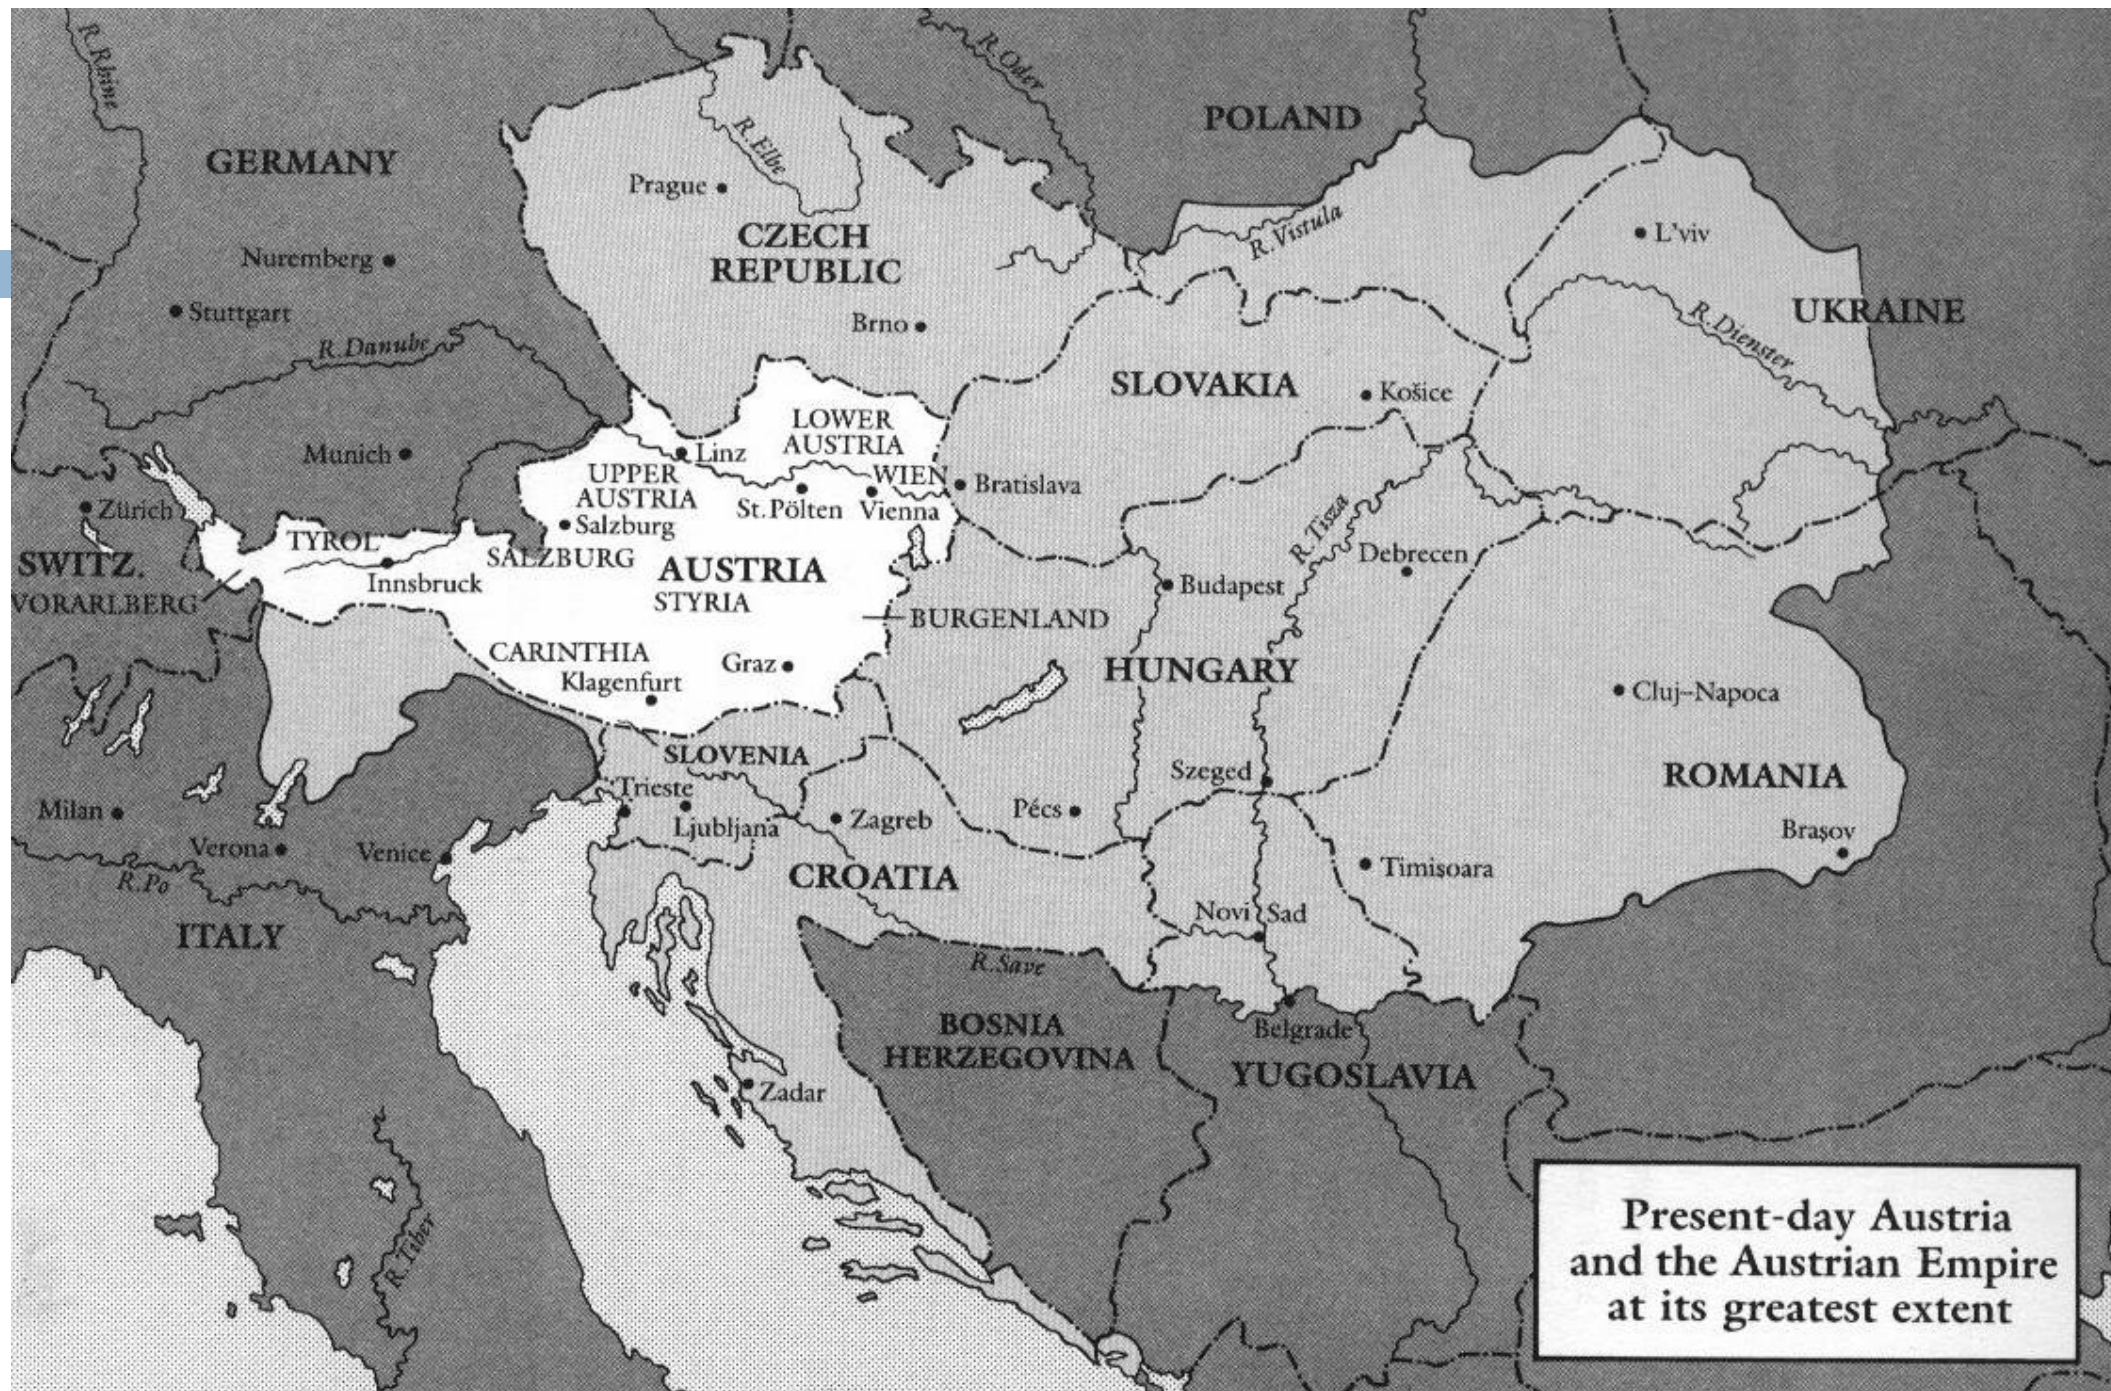 R.Rhine
R.Oder
POLAND
GERMANY
R.Elbe
Prague
CZECH
REPUBLIC
R.Vistula
L'viv
Nuremberg
Stuttgart
R.Danube
Brno
UKRAINE
R.Dienster
SLOVAKIA
Košice
LOWER
AUSTRIA
Munich
Linz
UPPER
AUSTRIA
WIEN
Bratislava
Zürich
St.Pölten
Vienna
Salzburg
R.Tisza
TYROL
SALZBURG
Debrecen
SWITZ.
AUSTRIA
Innsbruck
Budapest
VORARLBERG
STYRIA
BURGENLAND
CARINTHIA
Graz
HUNGARY
Klagenfurt
Cluj–Napoca
SLOVENIA
Szeged
ROMANIA
Trieste
Milan
Ljubljana
Zagreb
Pécs
Brașov
Verona
Venice
R.Po
CROATIA
Timișoara
Novi Sad
ITALY
R.Save
BOSNIA
HERZEGOVINA
Belgrade
YUGOSLAVIA
Zadar
R.Tiber
Present-day Austria
and the Austrian Empire
at its greatest extent